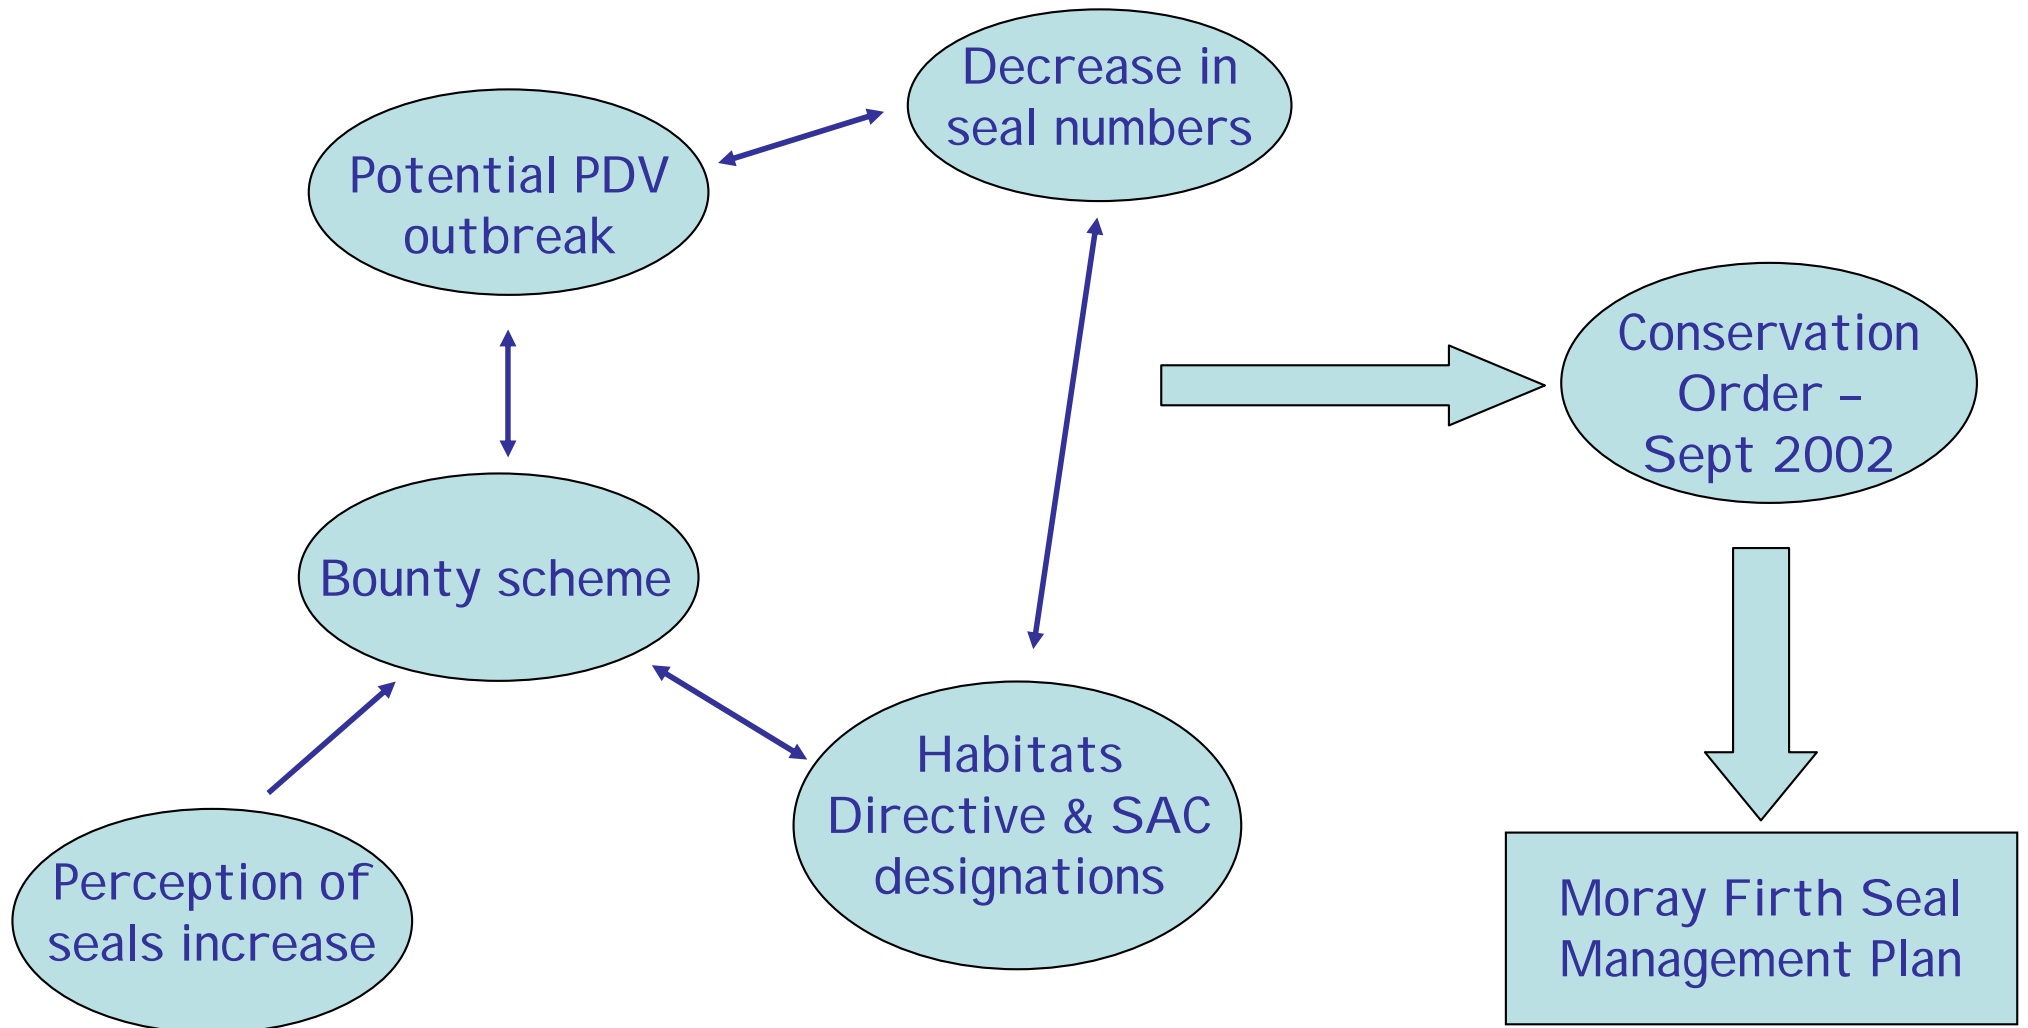 Decrease in
seal numbers
Potential PDV
outbreak
Conservation
Order –
Sept 2002
Bounty scheme
Habitats
Directive & SAC
designations
Perception of
seals increase
Moray Firth Seal
Management Plan